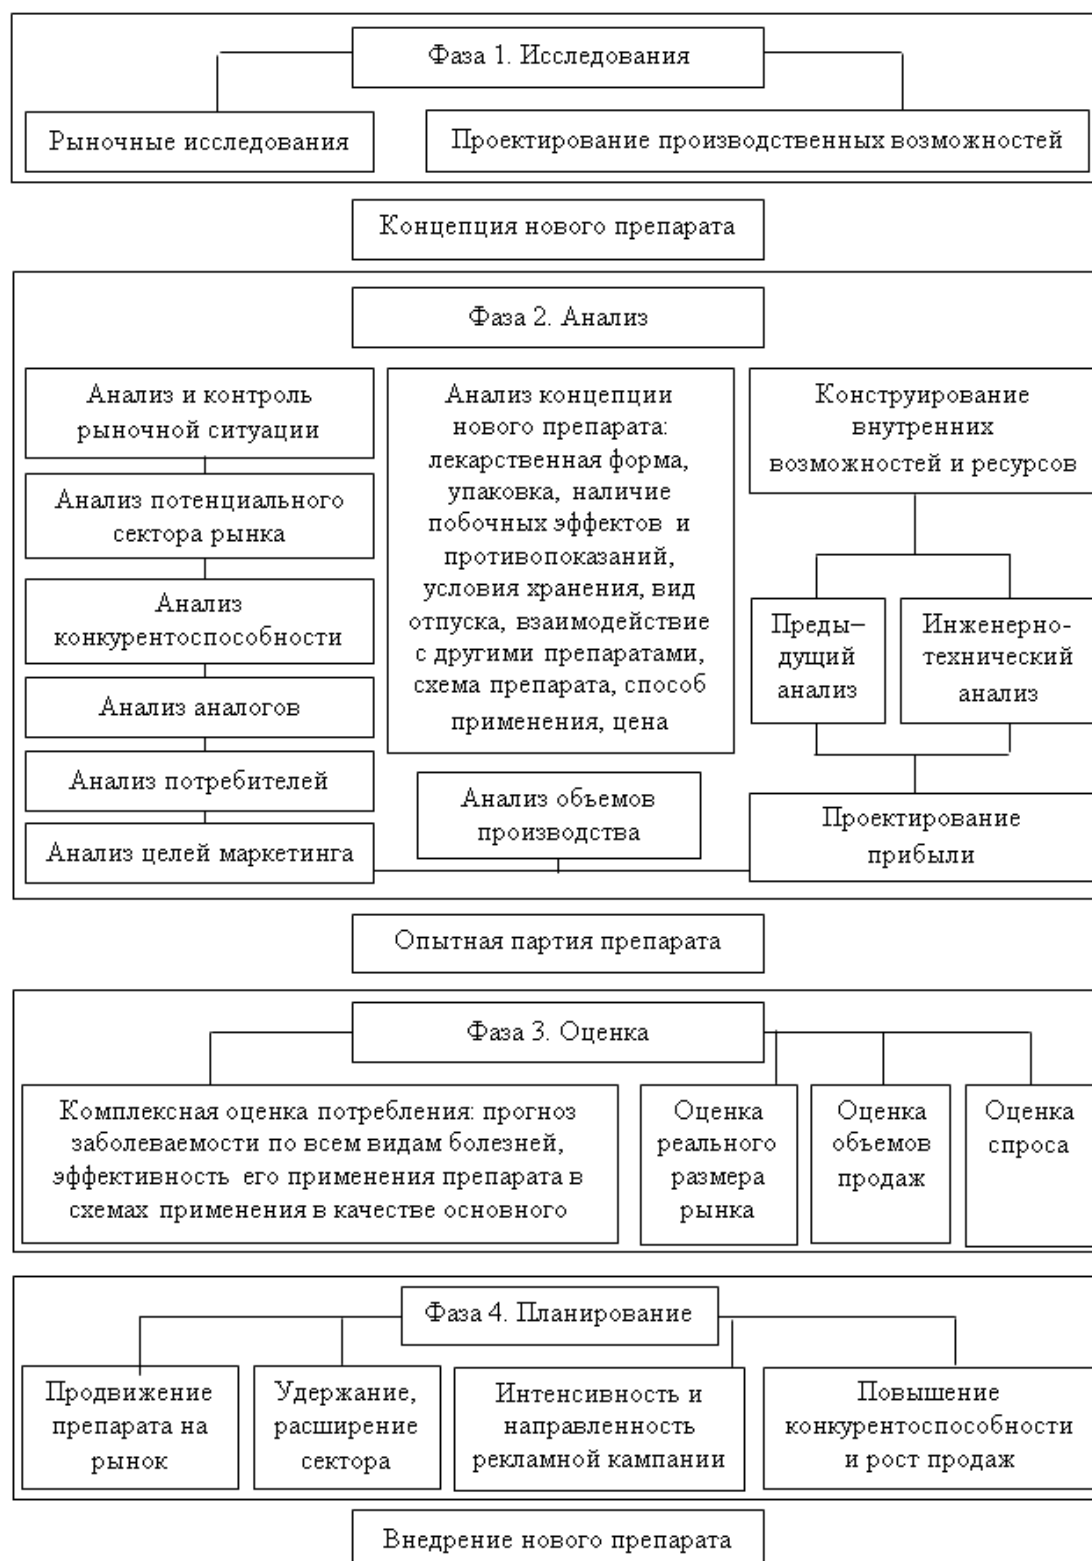 Фаза 1. Исследования
Рыночные исследования
Проектирование производственных возможностей
Концепция нового препарата
Фаза 2. Анализ
Анализ и контроль
рыночной ситуации
Анализ потенциального
сектора рынка
Анализ
конкурентоспособности
Анализ аналогов
Анализ потребителей
Анализ целей маркетинга
Анализ концепции
нового препарата:
лекарственная форма,
упаковка, наличие
побочных эффектов и
противопоказаний,
условия хранения, вид
отпуска, взаимодействие
с другими препаратами,
схема препарата, способ
применения, цена
Анализ объемов
производства
Конструирование
внутренних
возможностей и ресурсов
Преды–
дущий
анализ
Инженерно-
технический
анализ
Проектирование
прибыли
Опытная партия препарата
Фаза 3. Оценка
Комплексная оценка потребления: прогноз
заболеваемости по всем видам болезней,
эффективность его применения препарата в
схемах применения в качестве основного
Оценка
реального
размера
рынка
Оценка
объемов
продаж
Оценка
спроса
Фаза 4. Планирование
Продвижение
препарата на
рынок
Удержание,
расширение
сектора
Интенсивность и
направленность
рекламной кампании
Повышение
конкурентоспособности
и рост продаж
Внедрение нового препарата